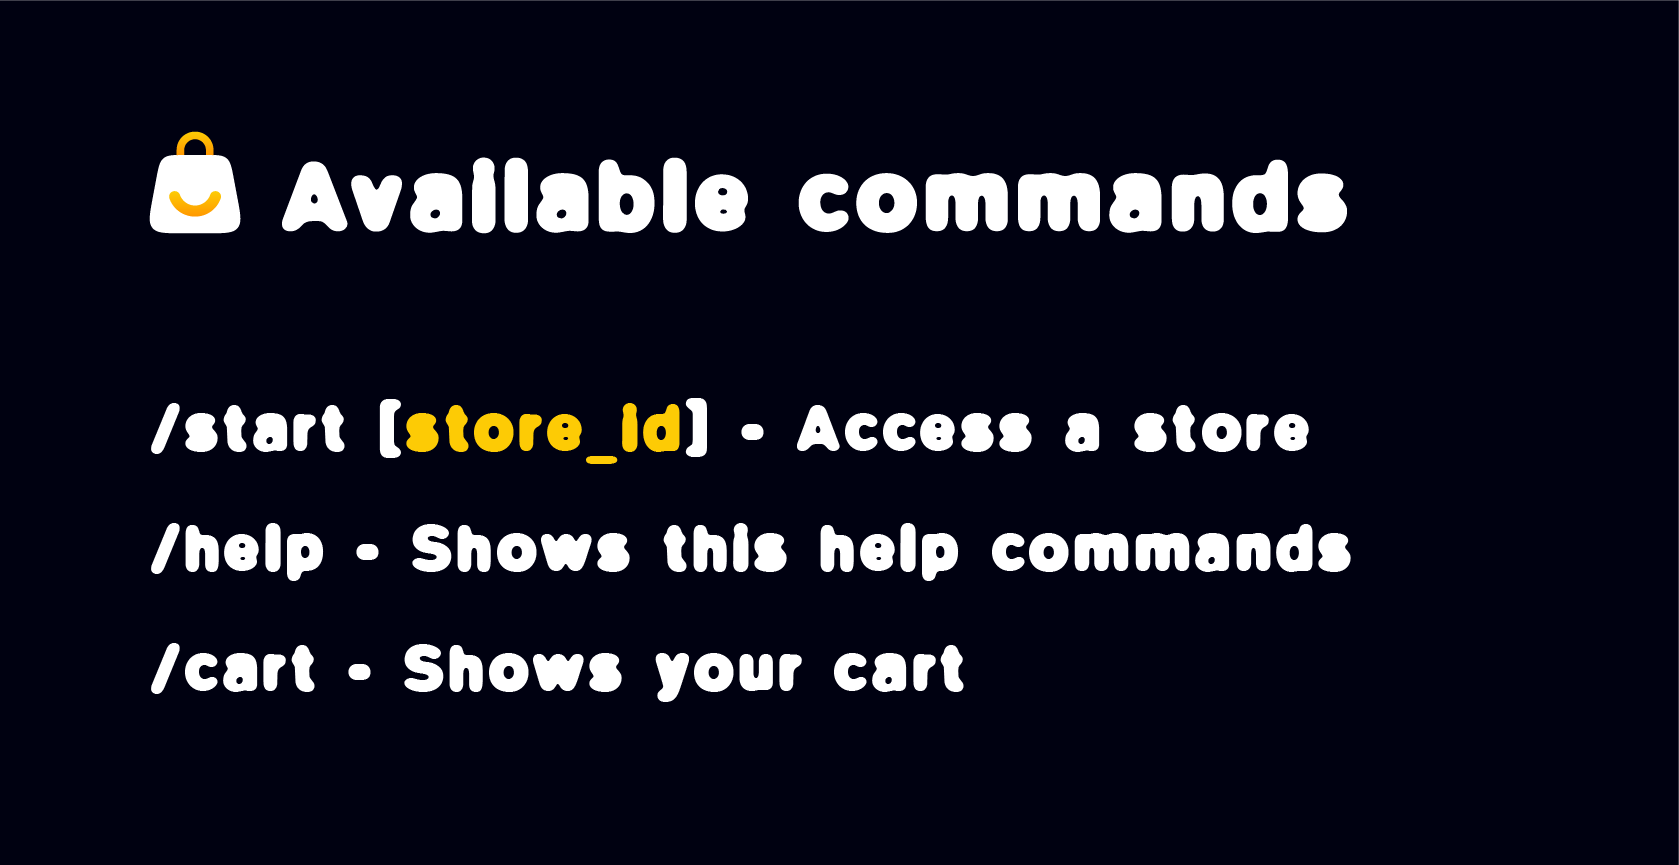 Available commands
/start [store_id] - Access a store
/help - Shows this help commands
/cart - Shows your cart